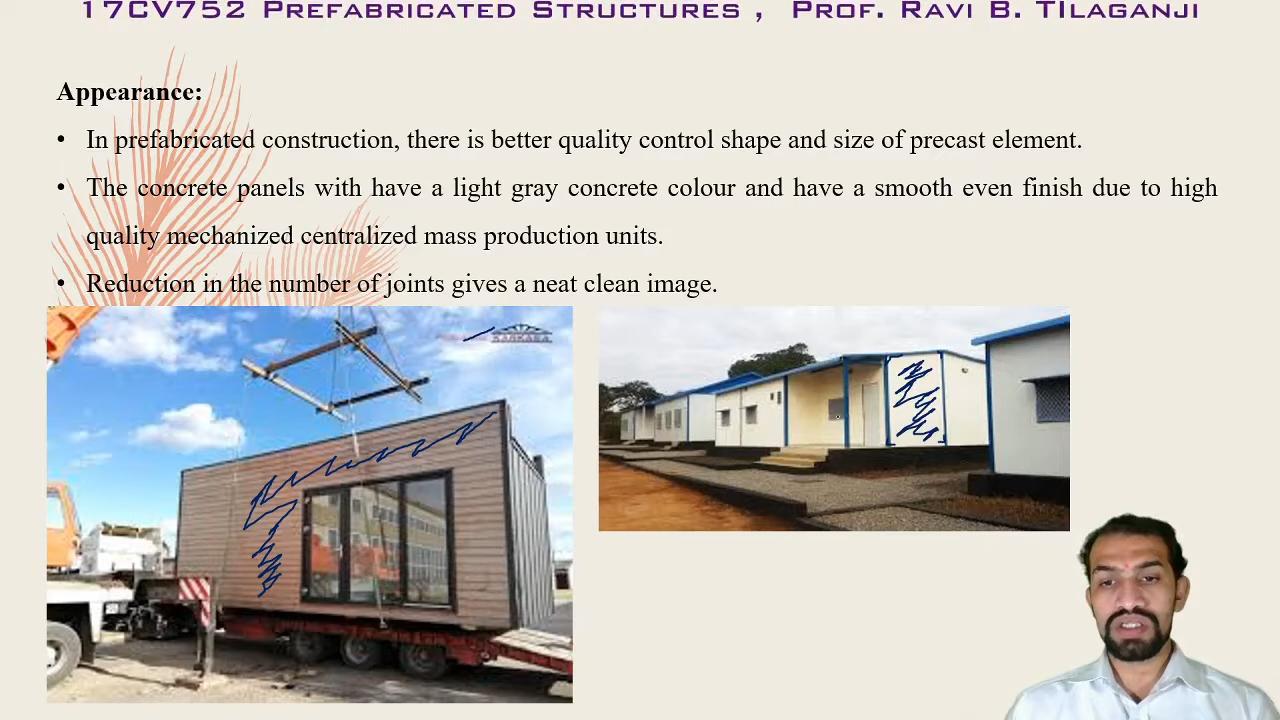 17CV752 Prefabricated Structures , Prof. Ravi B. TIlaganji
Appearance:
• In prefabricated construction, there is better quality control shape and size of precast element.
• The concrete panels with have a light gray concrete colour and have a smooth even finish due to high
quality mechanized centralized mass production units.
• Reduction in the number of joints gives a neat clean image.